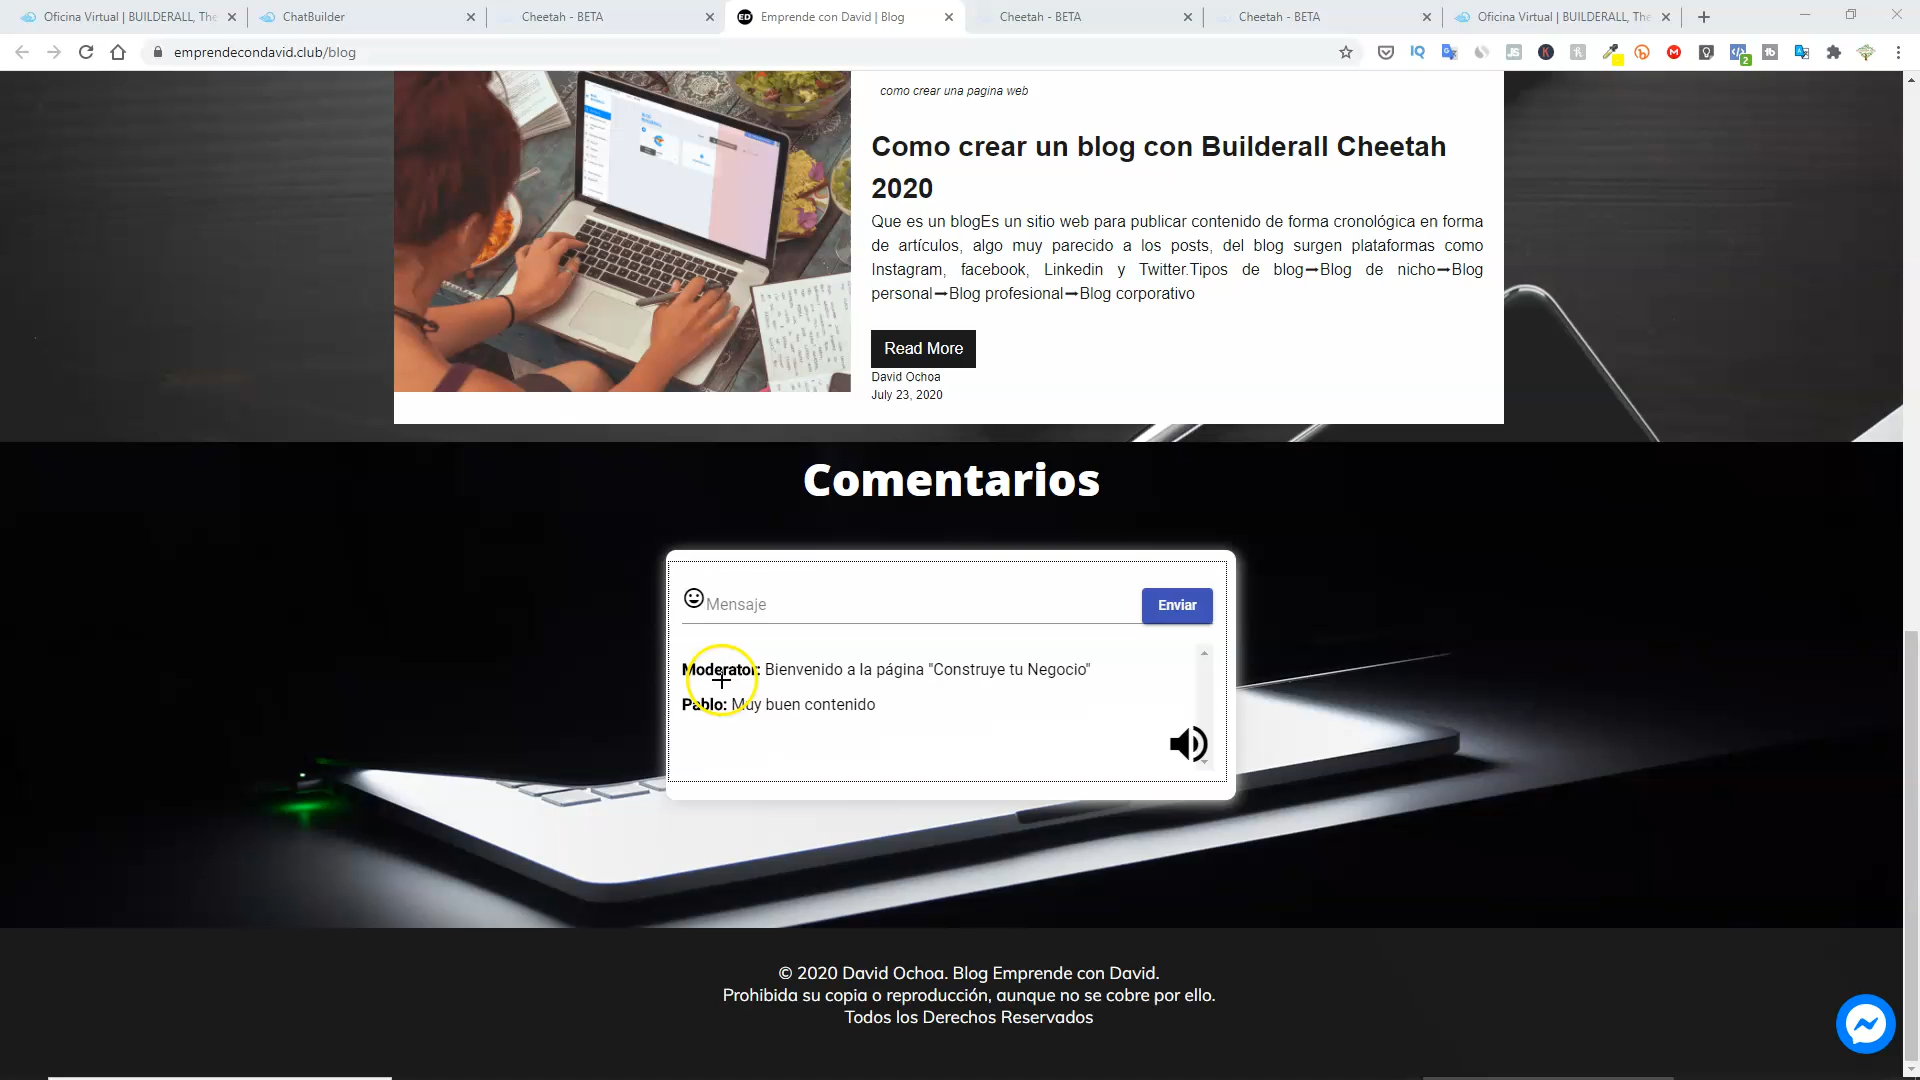 Oficina Virtual | BUILDERALL, The
ChatBuilder
Cheetah - BETA
Emprende con David | Blog
Cheetah - BETA
Cheetah - BETA
Oficina Virtual | BUILDERALL, The
emprendecondavid.club/blog
como crear una pagina web
Como crear un blog con Builderall Cheetah
2020
Que es un blogEs un sitio web para publicar contenido de forma cronológica en forma
de artículos, algo muy parecido a los posts, del blog surgen plataformas como
Instagram, facebook, Linkedin y Twitter.Tipos de blog➞Blog de nicho➞Blog
personal➞Blog profesional➞Blog corporativo
Read More
David Ochoa
July 23, 2020
Comentarios
Mensaje
Enviar
Moderator: Bienvenido a la página "Construye tu Negocio"
Pablo: Muy buen contenido
© 2020 David Ochoa. Blog Emprende con David.
Prohibida su copia o reproducción, aunque no se cobre por ello.
Todos los Derechos Reservados